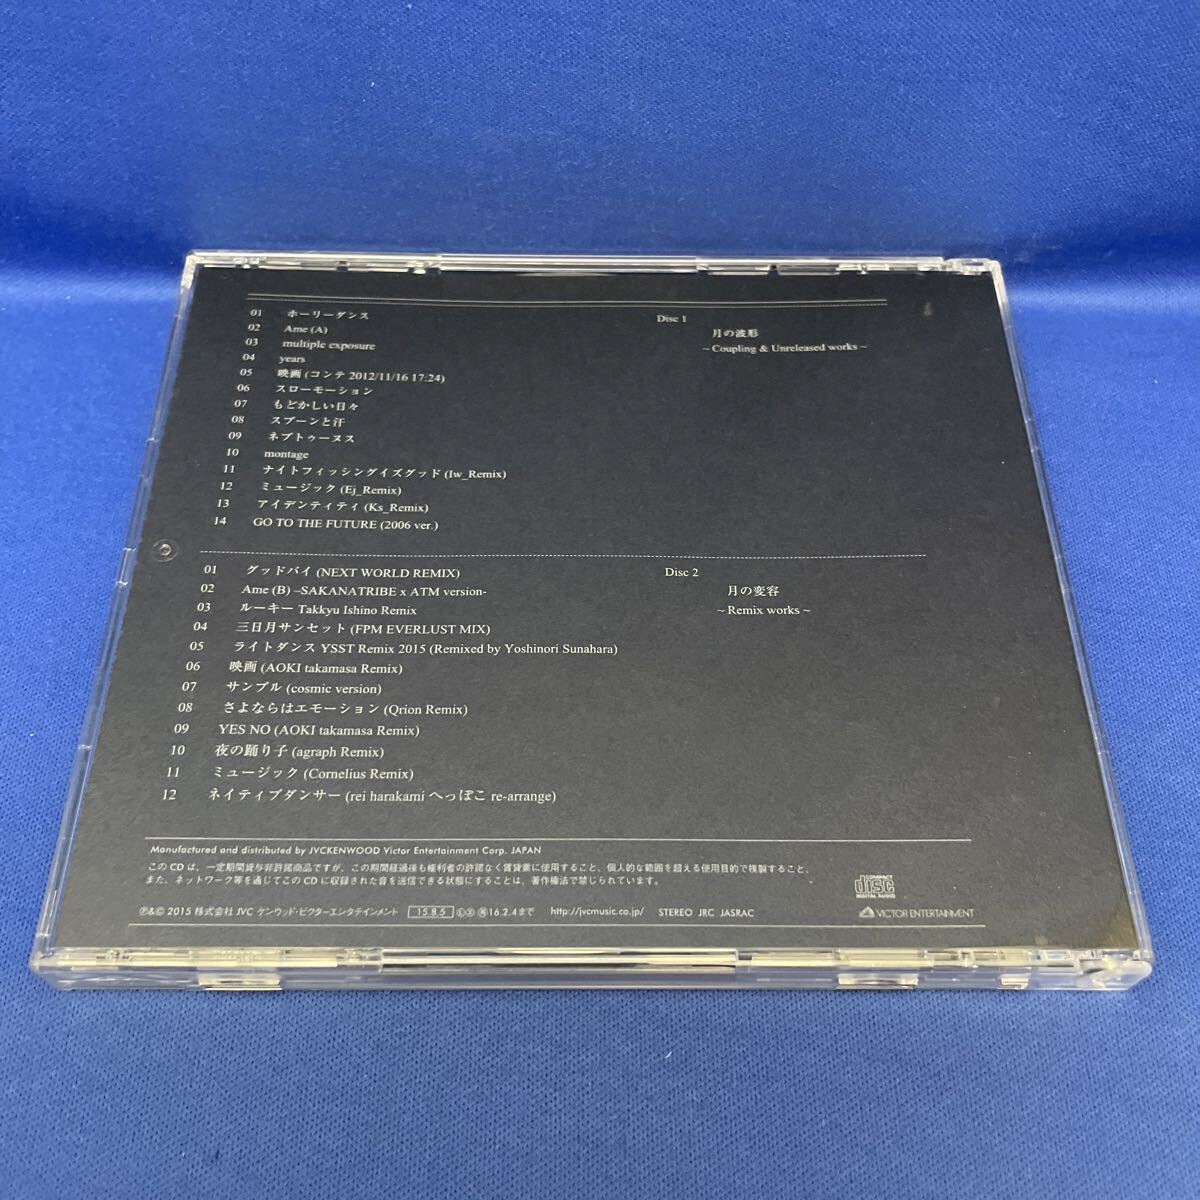 01 ホーリーダンス
02 Ame (A)
03 multiple exposure
04 years
05 映画 (コンテ 2012/11/16 17:24)
06 スローモーション
07 もどかしい日々
08 スプーンと汗
09 ネプトゥーヌス
10 montage
11 ナイトフィッシングイズグッド (Iw_Remix)
12 ミュージック (Ej_Remix)
13 アイデンティティ (Ks_Remix)
14 GO TO THE FUTURE (2006 ver.)
Disc 1
月の波形
~Coupling & Unreleased works~
01 グッドバイ (NEXT WORLD REMIX)
02 Ame (B) –SAKANATRIBE x ATM version-
03 ルーキー Takkyu Ishino Remix
04 三日月サンセット (FPM EVERLUST MIX)
05 ライトダンス YSST Remix 2015 (Remixed by Yoshinori Sunahara)
06 映画 (AOKI takamasa Remix)
07 サンプル (cosmic version)
08 さよならはエモーション (Qrion Remix)
09 YES NO (AOKI takamasa Remix)
10 夜の踊り子 (agraph Remix)
11 ミュージック (Cornelius Remix)
12 ネイティブダンサー (rei harakami へっぽこ re-arrange)
Disc 2
月の変容
~Remix works~
Manufactured and distributed by JVCKENWOOD Victor Entertainment Corp. JAPAN
このCDは、一定期間貸与非許諾商品ですが、この期間経過後も権利者の許諾なく賃貸業に使用すること、個人的な範囲を超える使用目的で複製すること、
また、ネットワーク等を通じてこのCDに収録された音を送信できる状態にすることは、著作権法で禁じられています。
℗&© 2015 株式会社 JVC ケンウッド・ビクターエンタテインメント 15.8.5 16.2.4まで http://jvcmusic.co.jp/ STEREO JRC JASRAC
COMPACT
disc
DIGITAL AUDIO
VICTOR ENTERTAINMENT